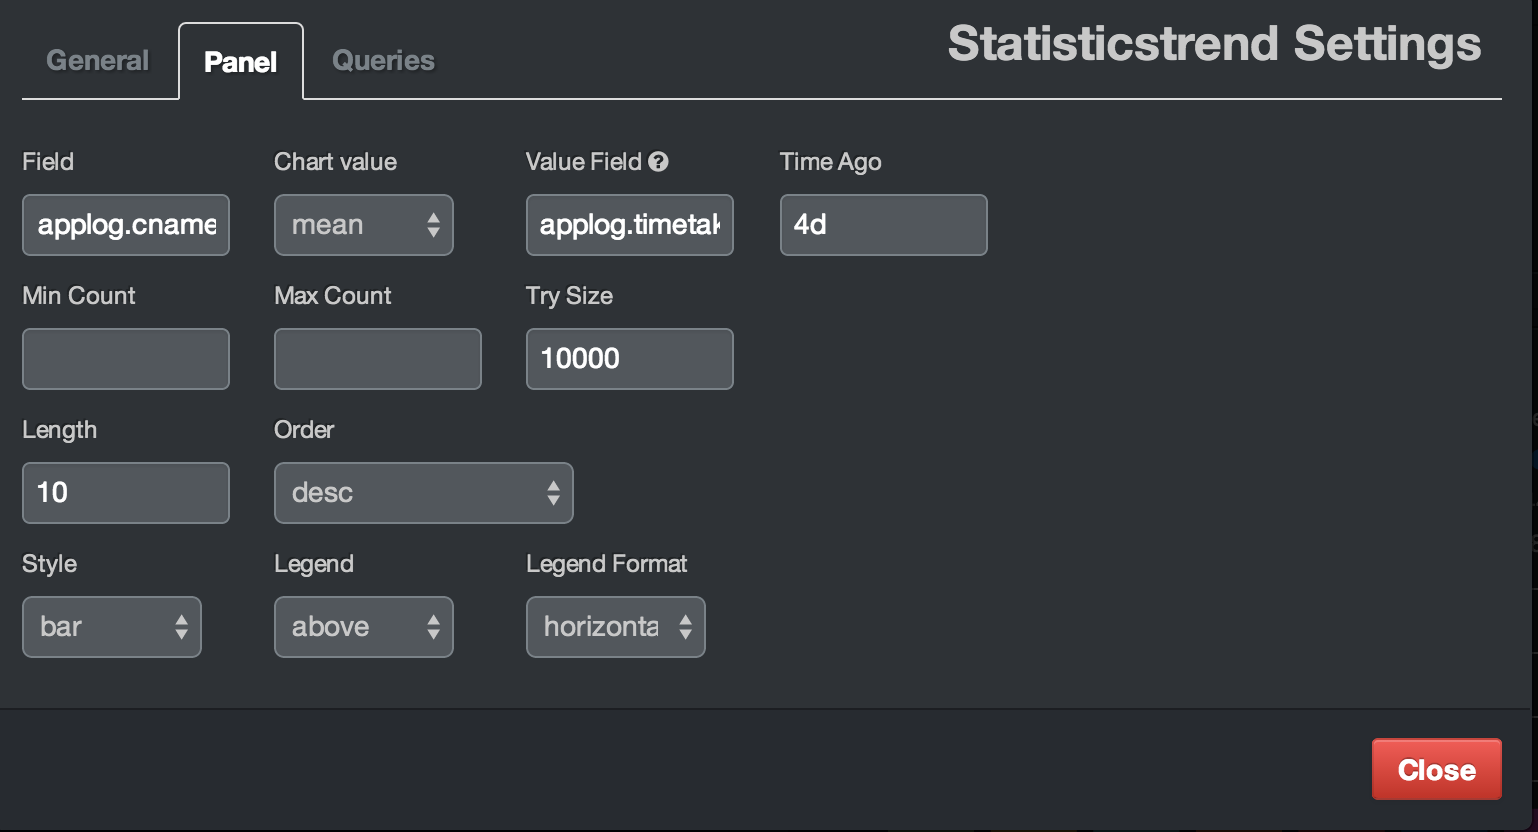 General Panel Queries Statisticstrend Settings
Field Chart value Value Field ? Time Ago
applog.cname mean applog.timetak 4d
Min Count Max Count Try Size
10000
Length Order
10 desc
Style Legend Legend Format
bar above horizonta
Close